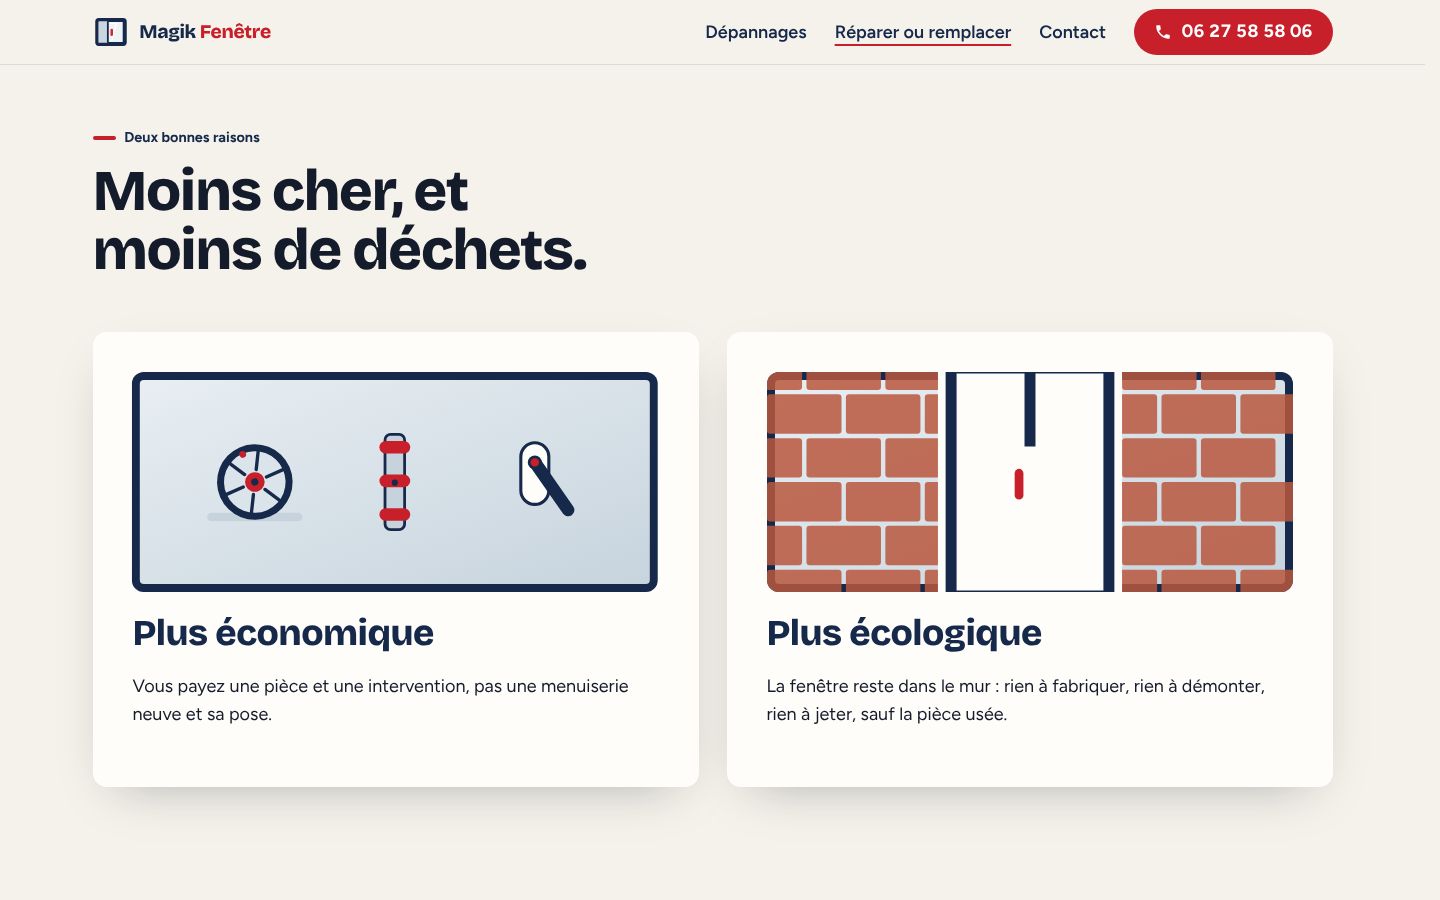 Magik Fenêtre
Dépannages
Réparer ou remplacer
Contact
06 27 58 58 06
Deux bonnes raisons
Moins cher, et
moins de déchets.
Plus économique
Vous payez une pièce et une intervention, pas une menuiserie
neuve et sa pose.
Plus écologique
La fenêtre reste dans le mur : rien à fabriquer, rien à démonter,
rien à jeter, sauf la pièce usée.